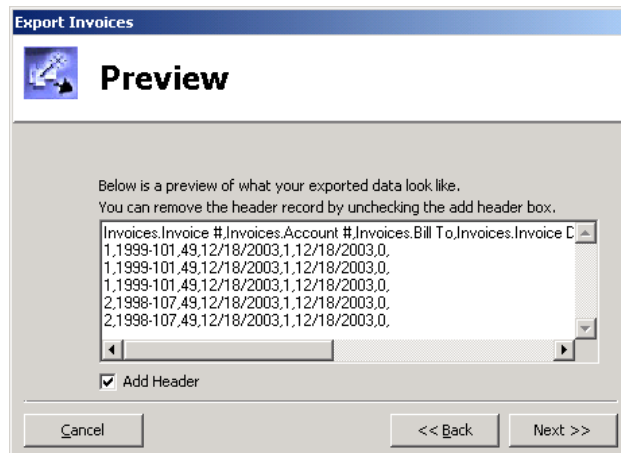 Export Invoices
Preview
Below is a preview of what your exported data look like.
You can remove the header record by unchecking the add header box.
Invoices.Invoice #,Invoices.Account #,Invoices.Bill To,Invoices.Invoice D
1,1999-101,49,12/18/2003,1,12/18/2003,0,
1,1999-101,49,12/18/2003,1,12/18/2003,0,
1,1999-101,49,12/18/2003,1,12/18/2003,0,
2,1998-107,49,12/18/2003,1,12/18/2003,0,
2,1998-107,49,12/18/2003,1,12/18/2003,0,
Add Header
Cancel << Back Next >>